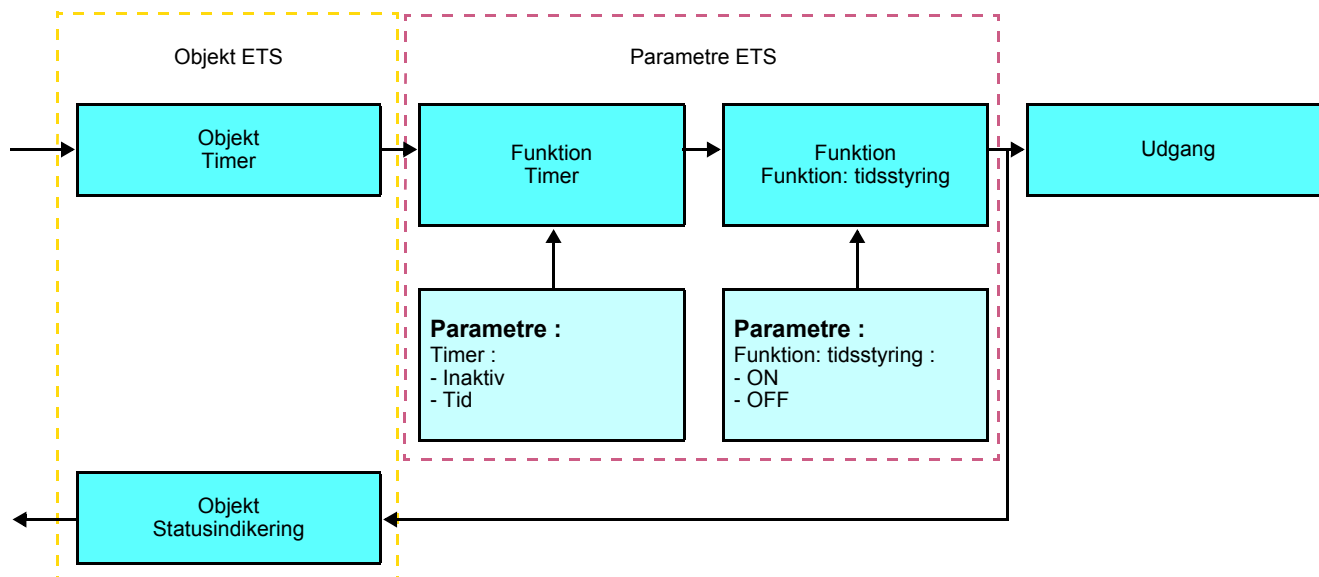 Objekt ETS
Parametre ETS
Objekt
Timer
Funktion
Timer
Funktion
Funktion: tidsstyring
Udgang
Parametre :
Timer :
- Inaktiv
- Tid
Parametre :
Funktion: tidsstyring :
- ON
- OFF
Objekt
Statusindikering